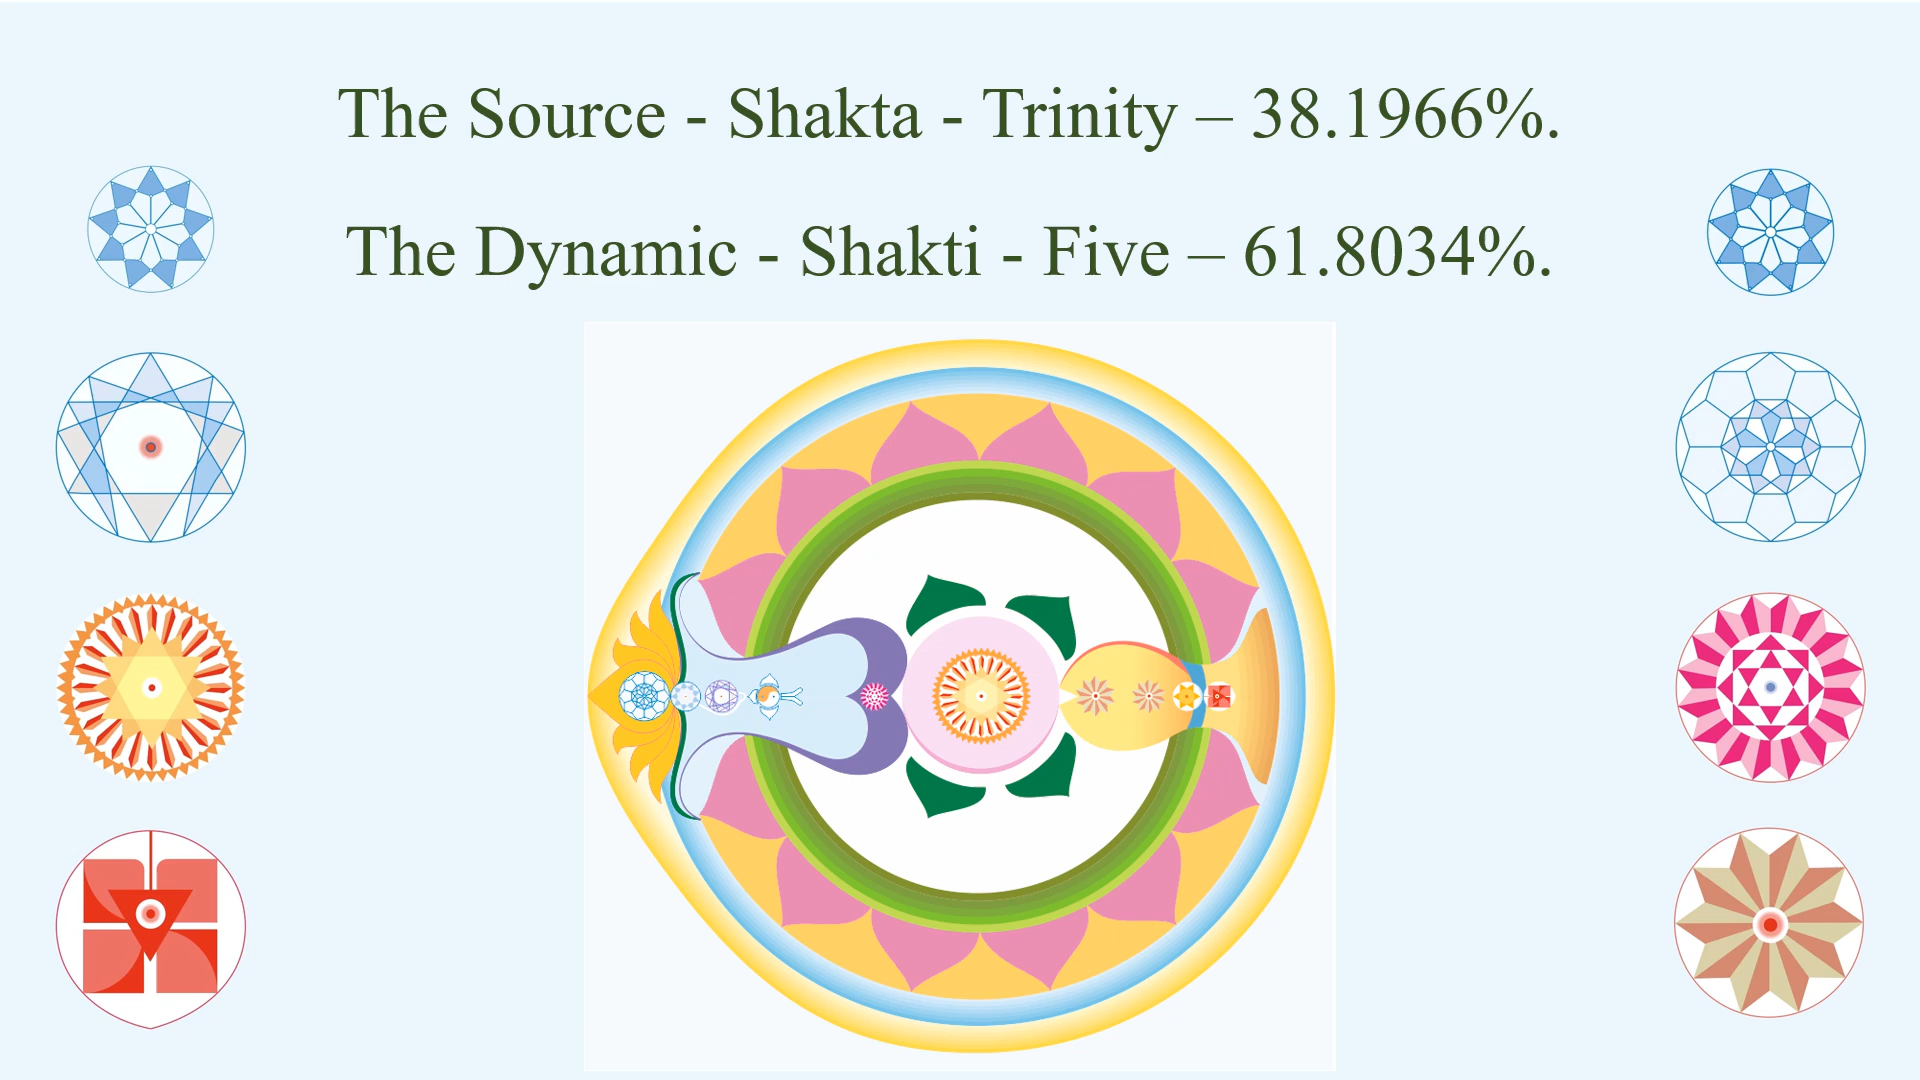 The Source - Shakta - Trinity – 38.1966%.
The Dynamic - Shakti - Five – 61.8034%.